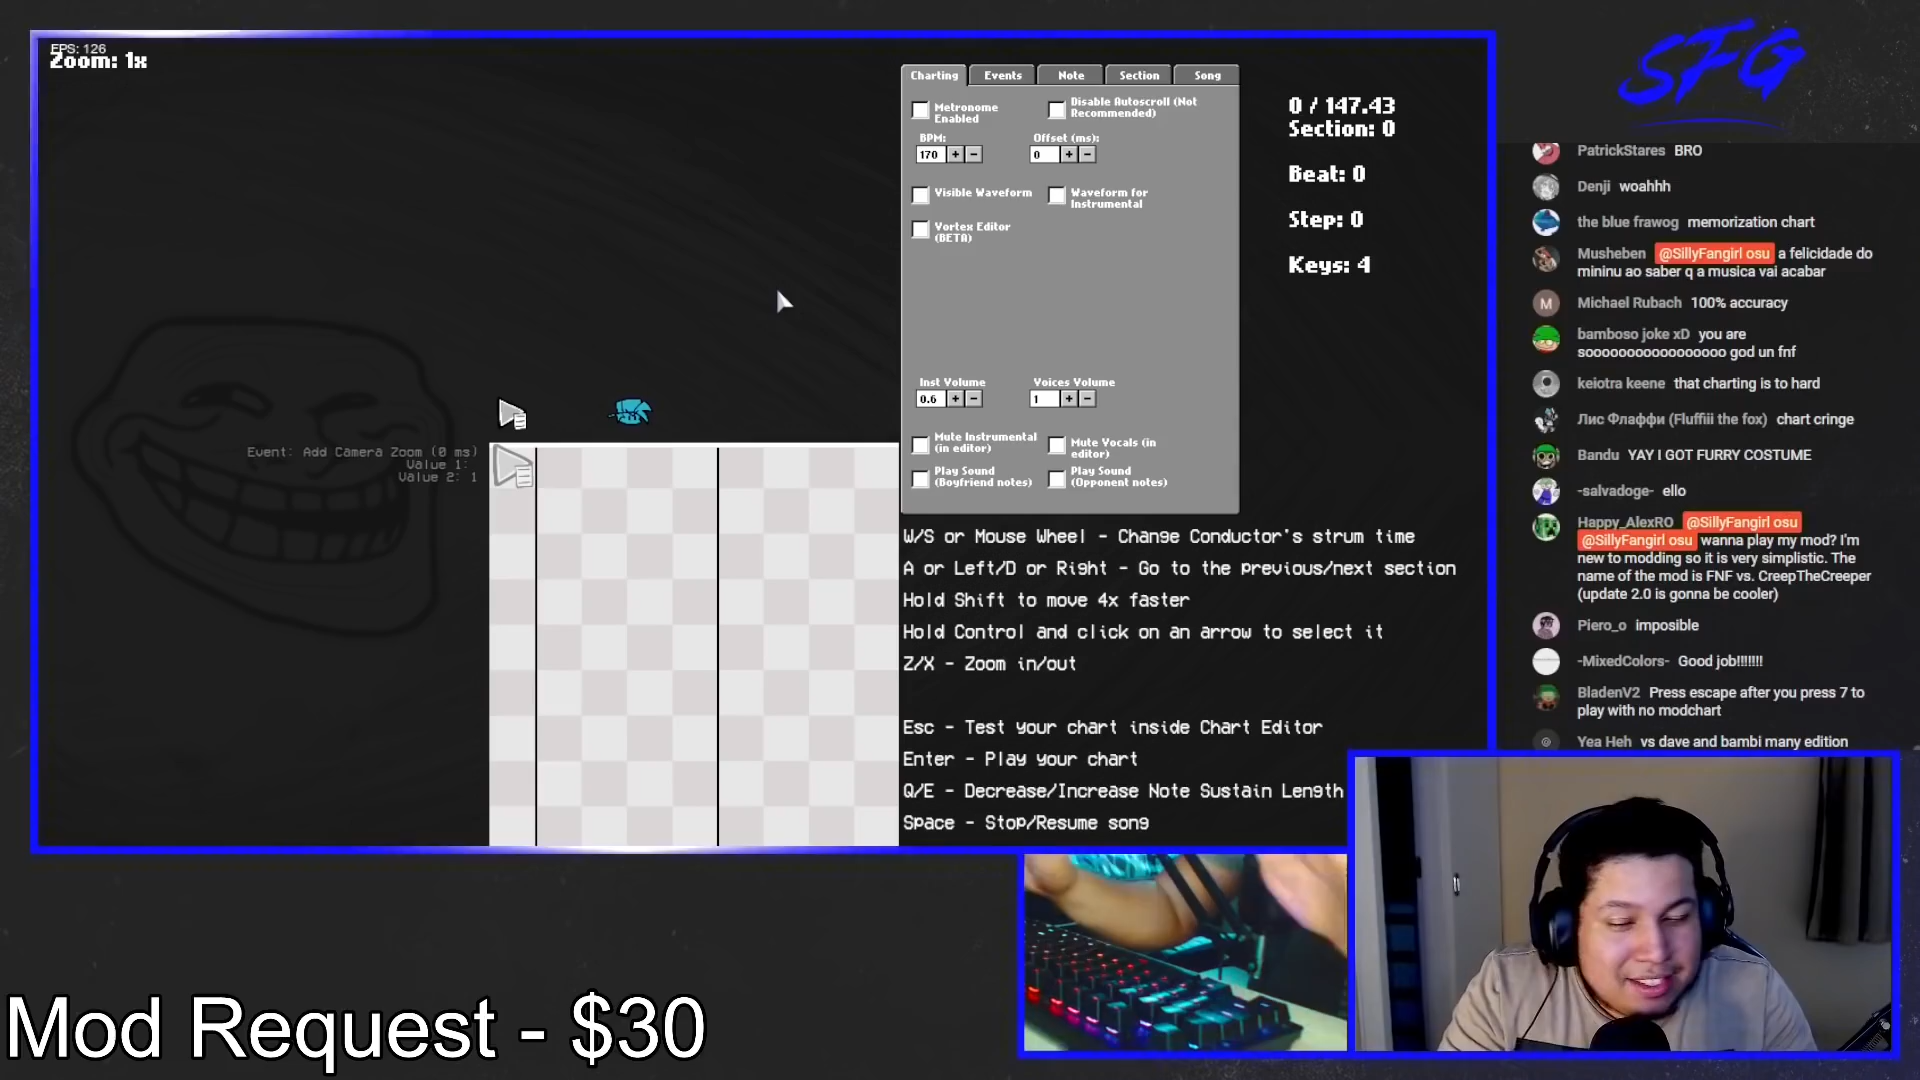 FPS: 126
Zoom: 1x
Charting
Events
Note
Section
Song
Metronome
Enabled
Disable Autoscroll (Not
Recommended)
BPM:
Offset (ms):
170 + -
0 + -
Visible Waveform
Waveform for
Instrumental
Vortex Editor
(BETA)
Inst Volume
Voices Volume
0.6 + -
1 + -
Mute Instrumental
(in editor)
Mute Vocals (in
editor)
Play Sound
(Boyfriend notes)
Play Sound
(Opponent notes)
0 / 147.43
Section: 0
Beat: 0
Step: 0
Keys: 4
Event: Add Camera Zoom (0 ms)
Value 1:
Value 2: 1
W/S or Mouse Wheel - Change Conductor's strum time
A or Left/D or Right - Go to the previous/next section
Hold Shift to move 4x faster
Hold Control and click on an arrow to select it
Z/X - Zoom in/out
Esc - Test your chart inside Chart Editor
Enter - Play your chart
Q/E - Decrease/Increase Note Sustain Length
Space - Stop/Resume song
SFG
PatrickStares BRO
Denji woahhh
the blue frawog memorization chart
Musheben @SillyFangirl osu a felicidade do
mininu ao saber q a musica vai acabar
M
Michael Rubach 100% accuracy
bamboso joke xD you are
sooooooooooooooooo god un fnf
keiotra keene that charting is to hard
Лис Флаффи (Fluffiii the fox) chart cringe
Bandu YAY I GOT FURRY COSTUME
-salvadoge- ello
Happy_AlexRO @SillyFangirl osu
@SillyFangirl osu wanna play my mod? I'm
new to modding so it is very simplistic. The
name of the mod is FNF vs. CreepTheCreeper
(update 2.0 is gonna be cooler)
Piero_o imposible
-MixedColors- Good job!!!!!!!
BladenV2 Press escape after you press 7 to
play with no modchart
Yea Heh vs dave and bambi many edition
Mod Request - $30